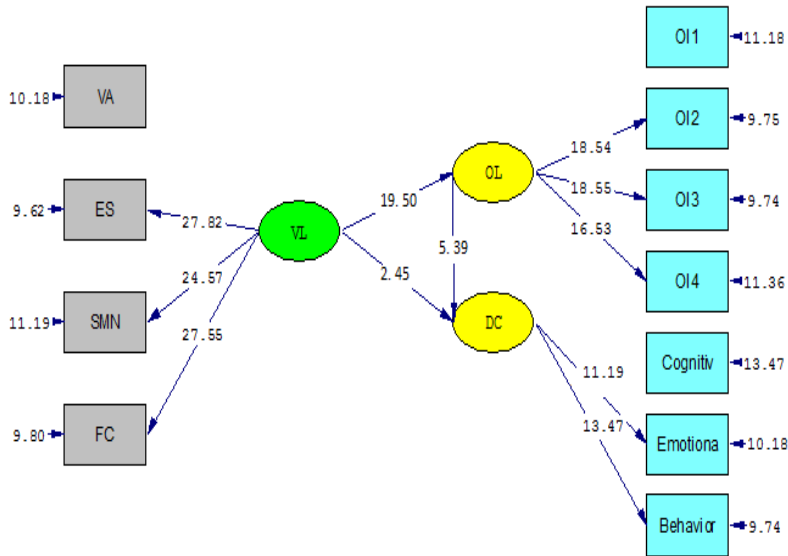 OI1
11.18
10.18
VA
OI2
9.75
18.54
OL
9.62
ES
19.50
18.55
OI3
9.74
27.82
VL
16.53
24.57
5.39
2.45
OI4
11.36
11.19
SMN
DC
27.55
Cognitiv
13.47
11.19
9.80
FC
13.47
Emotiona
10.18
Behavior
9.74